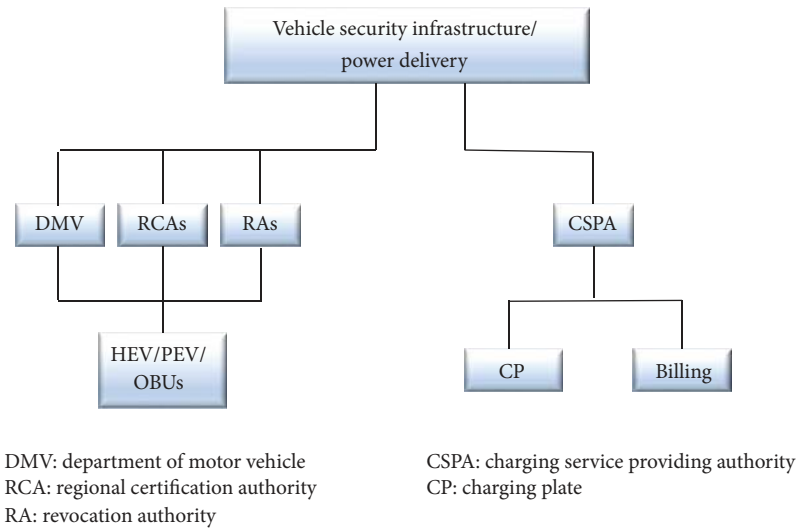 Vehicle security infrastructure/
power delivery
DMV
RCAs
RAs
CSPA
HEV/PEV/
OBUs
CP
Billing
DMV: department of motor vehicle
RCA: regional certification authority
RA: revocation authority
CSPA: charging service providing authority
CP: charging plate